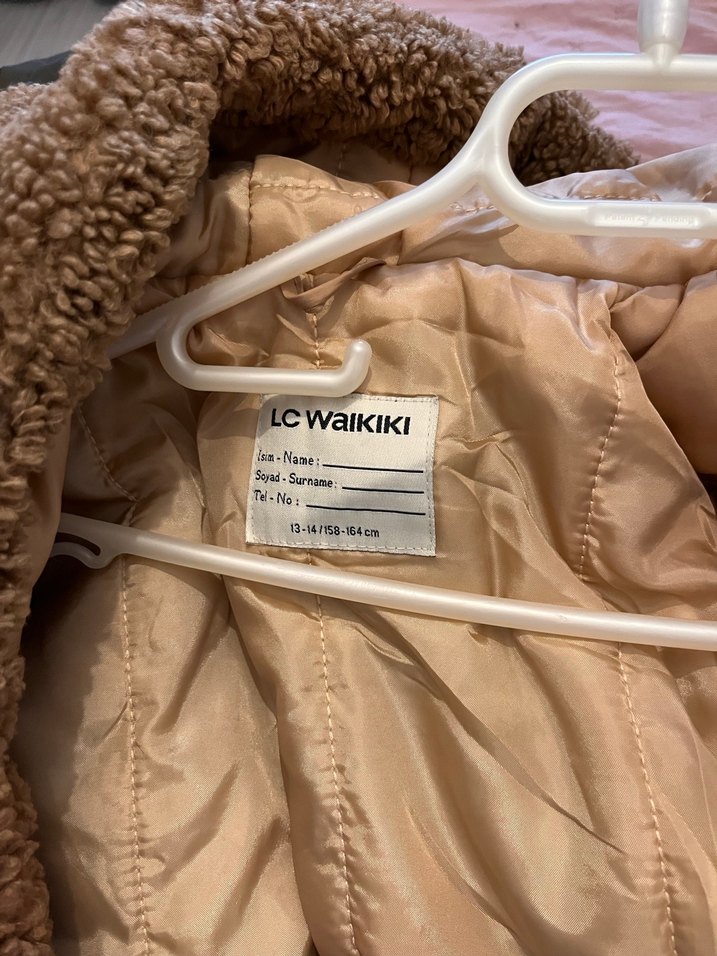 LC WAIKIKI
İsim - Name :
Soyad - Surname :
Tel - No :
13-14 / 158-164 cm